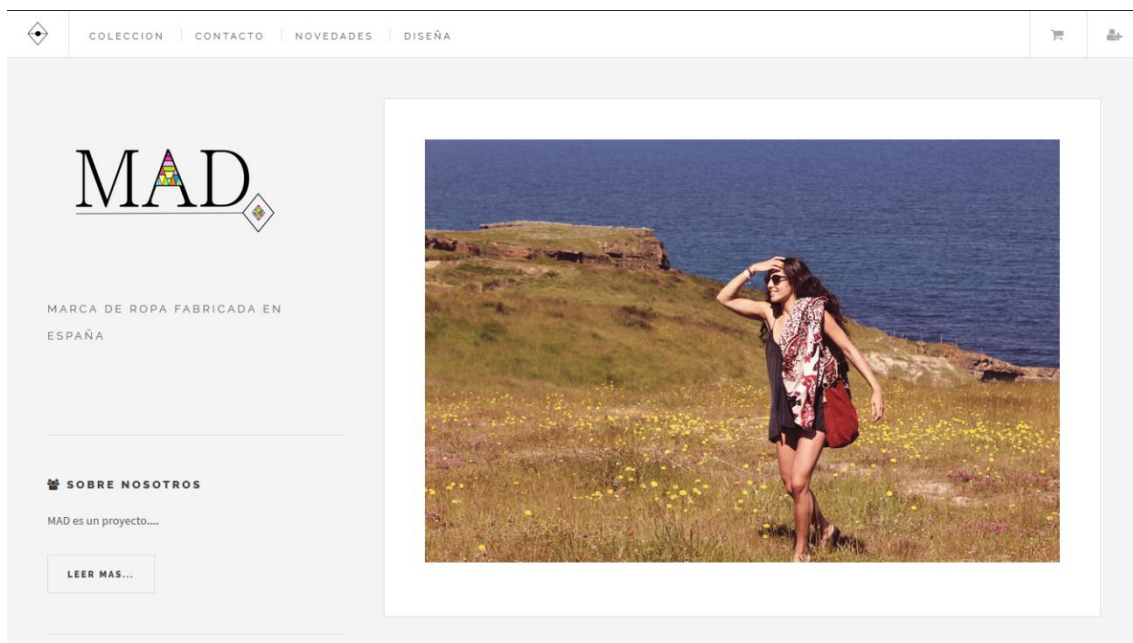 COLECCION
CONTACTO
NOVEDADES
DISEÑA
MAD
MARCA DE ROPA FABRICADA EN
ESPAÑA
SOBRE NOSOTROS
MAD es un proyecto....
LEER MAS...